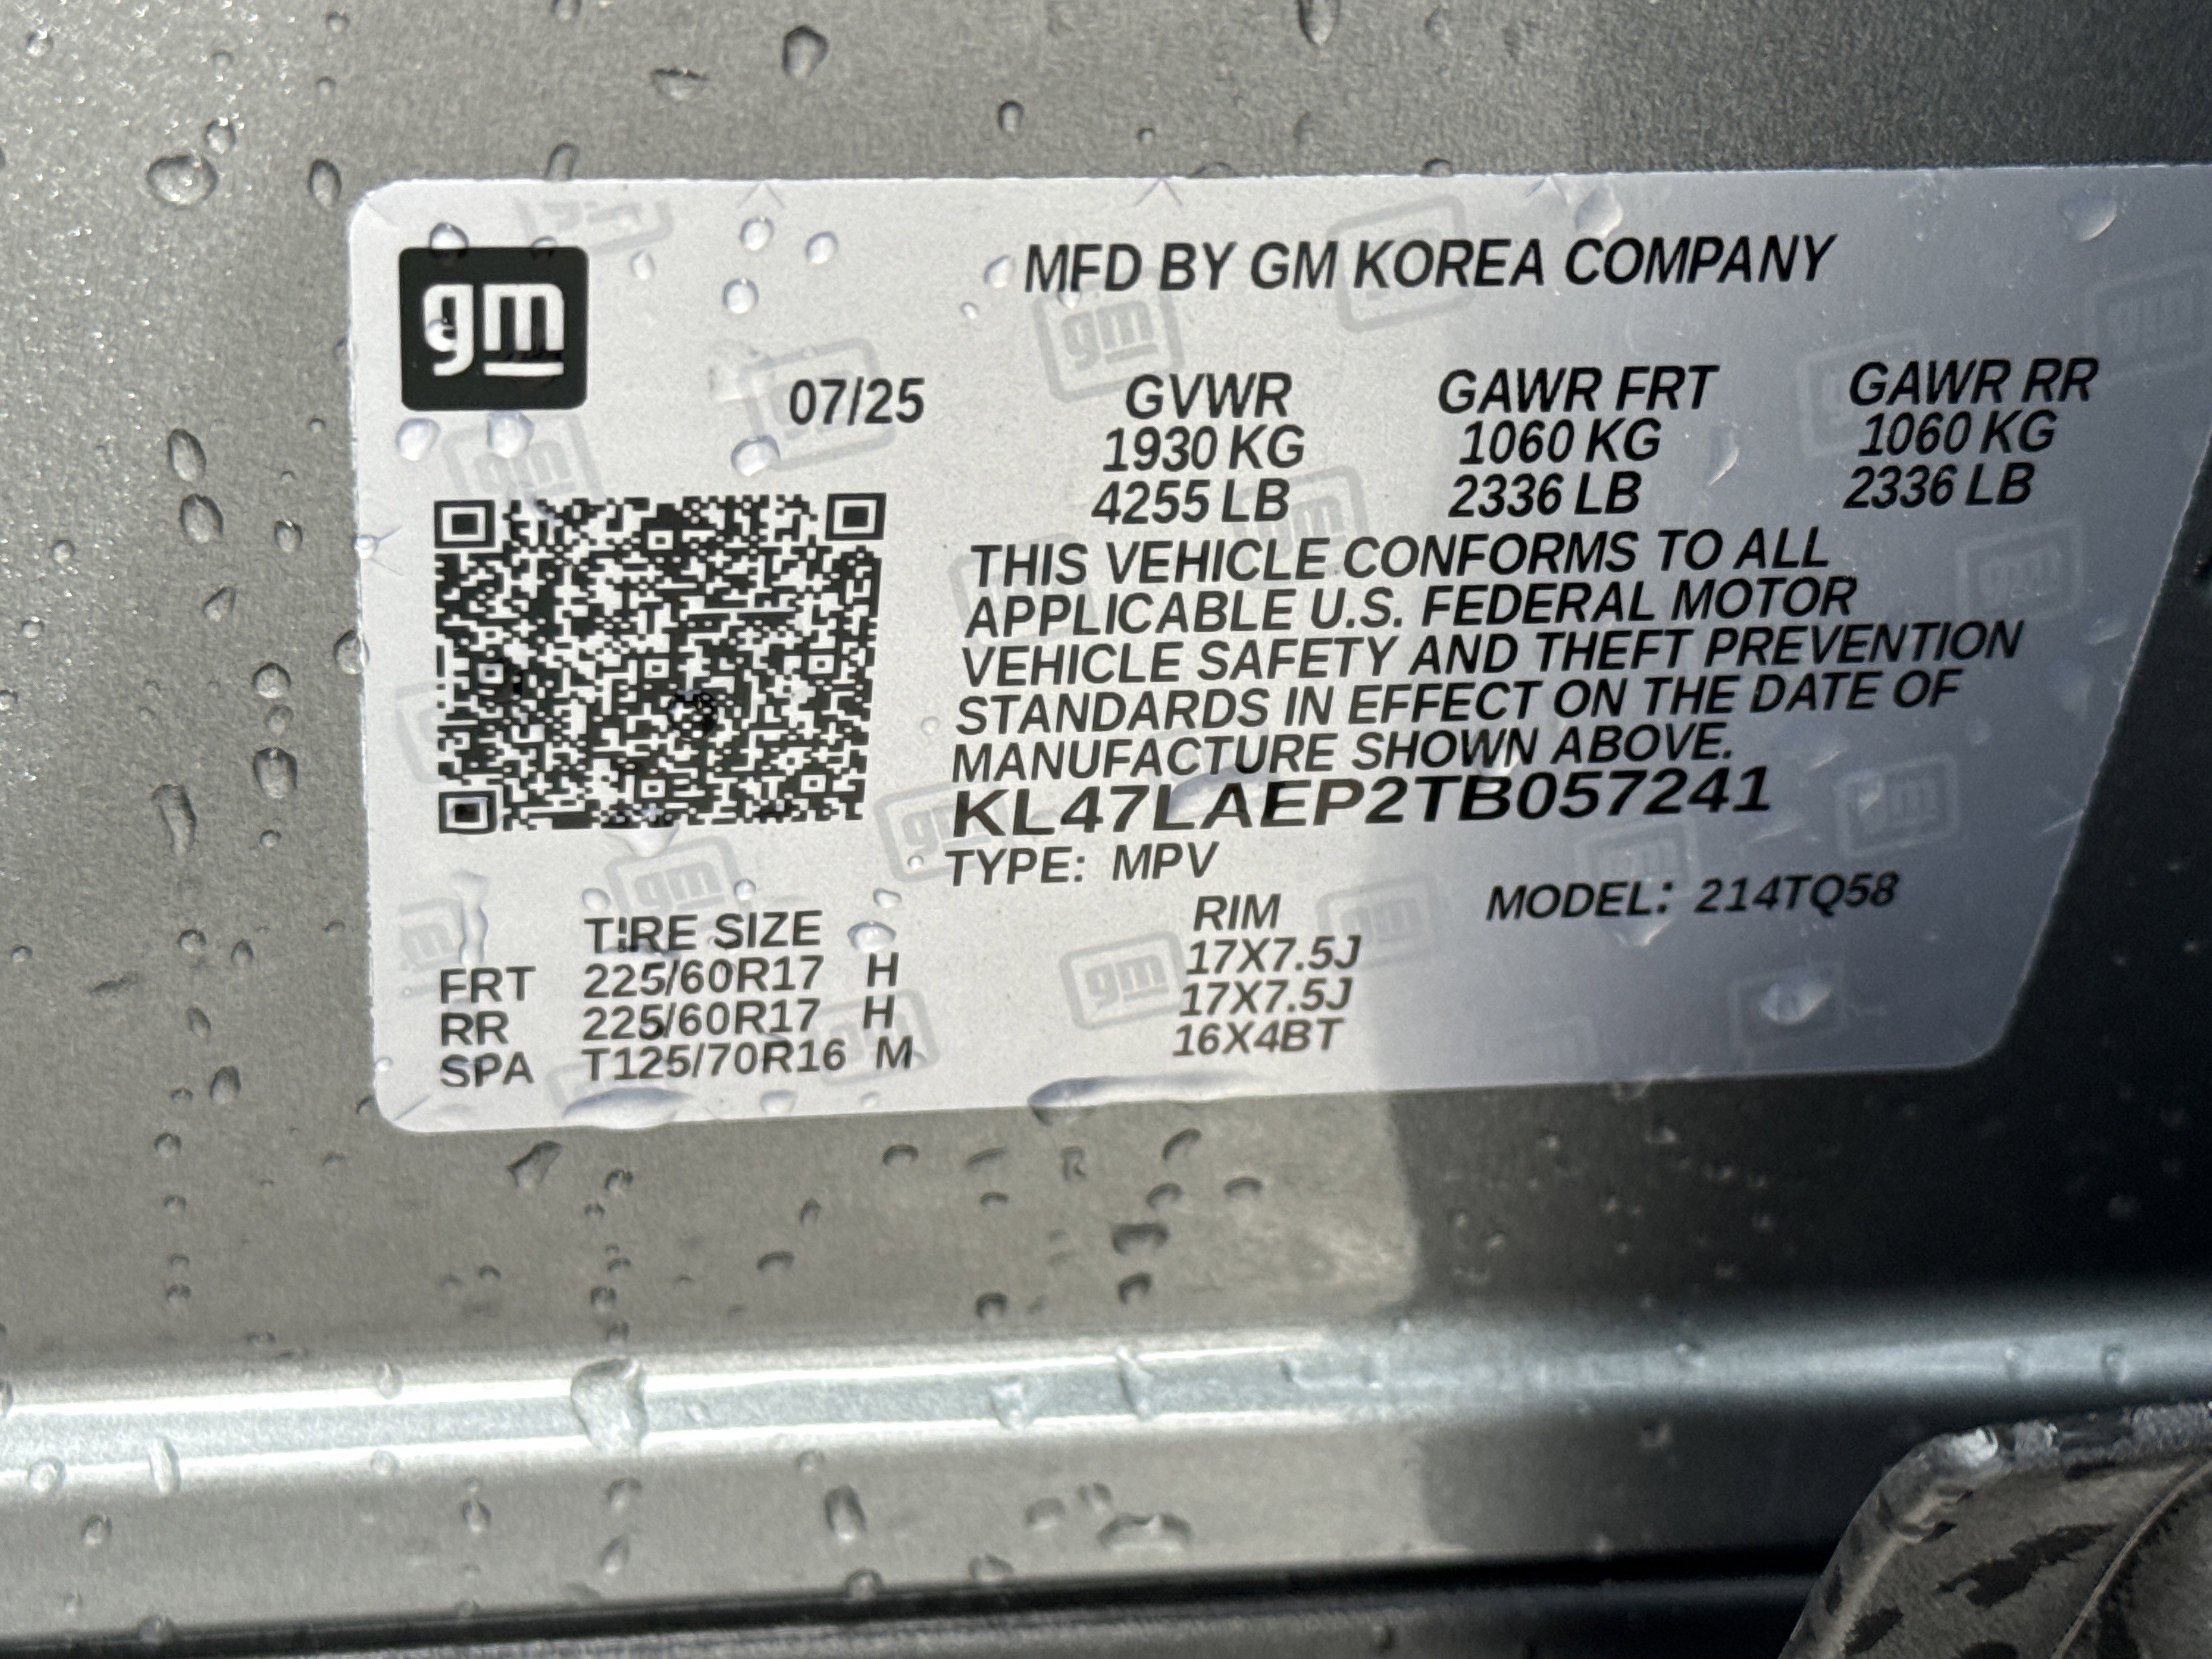 gm
MFD BY GM KOREA COMPANY
07/25
GVWR GAWR FRT GAWR RR
1930 KG 1060 KG 1060 KG
4255 LB 2336 LB 2336 LB
THIS VEHICLE CONFORMS TO ALL
APPLICABLE U.S. FEDERAL MOTOR
VEHICLE SAFETY AND THEFT PREVENTION
STANDARDS IN EFFECT ON THE DATE OF
MANUFACTURE SHOWN ABOVE.
KL47LAEP2TB057241
TYPE: MPV MODEL: 214TQ58
TIRE SIZE RIM
FRT 225/60R17 H 17X7.5J
RR 225/60R17 H 17X7.5J
SPA T125/70R16 M 16X4BT